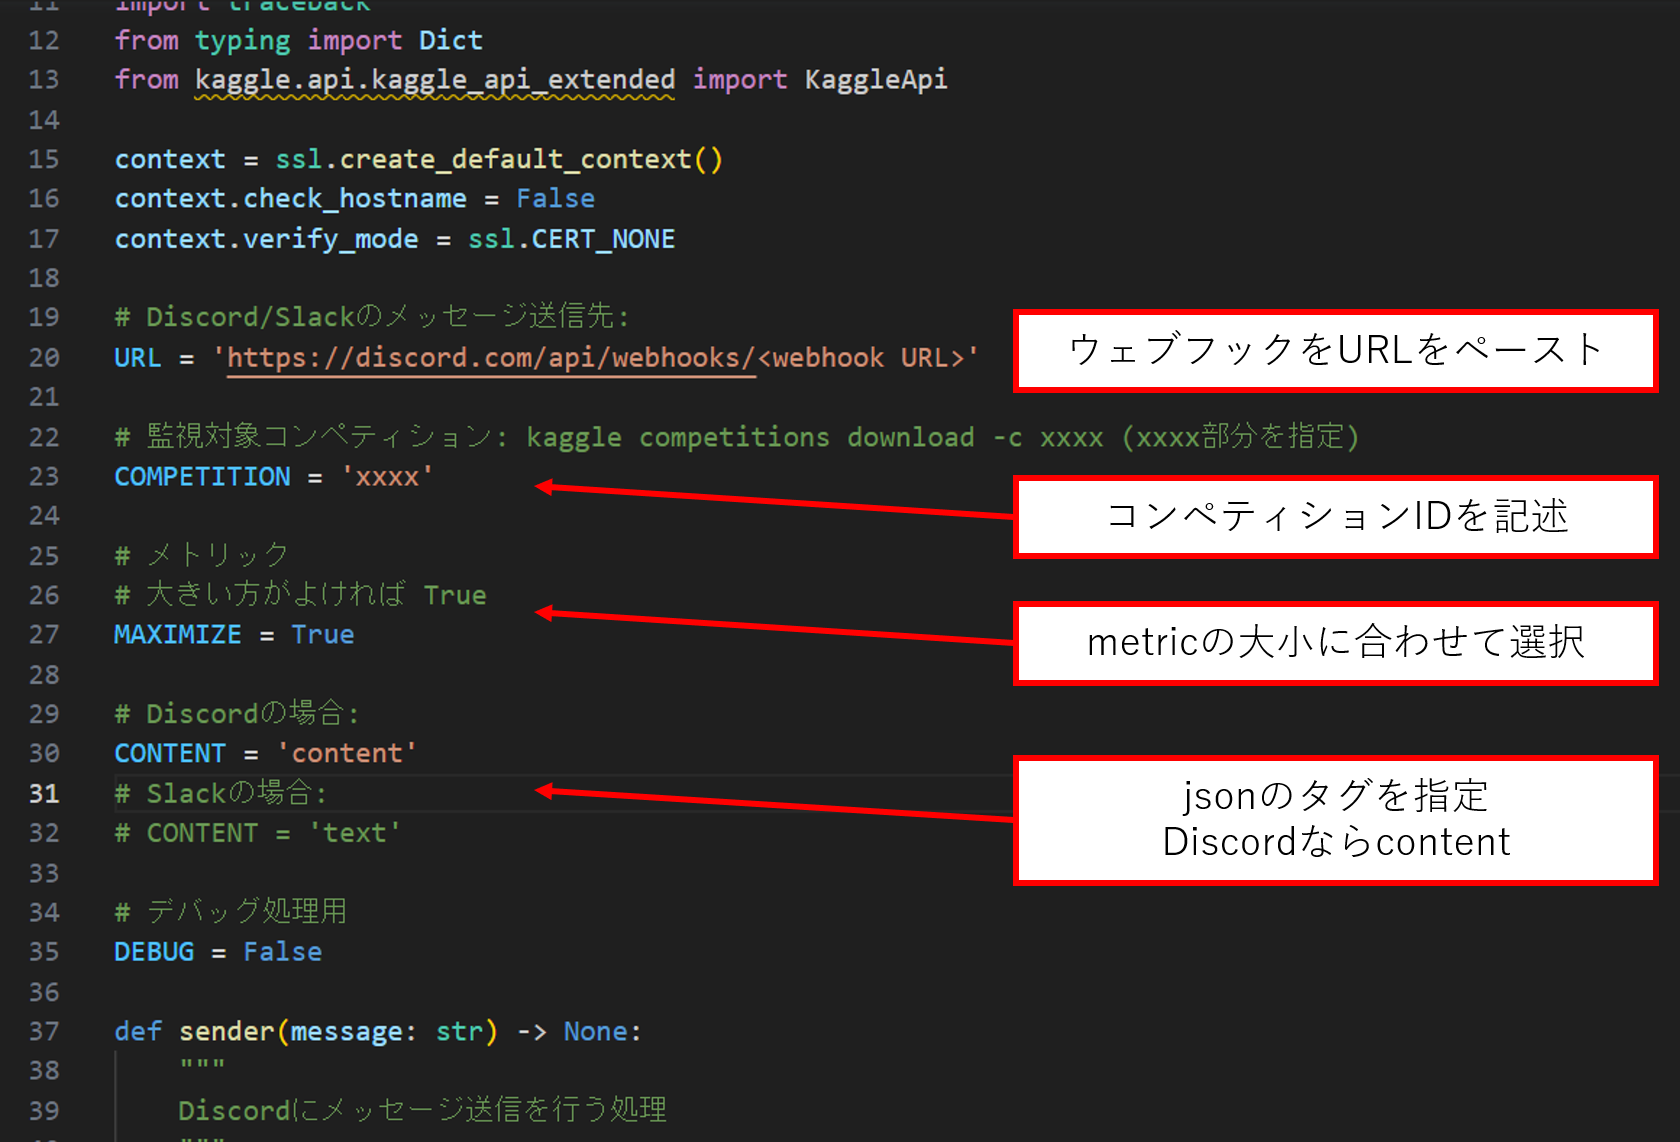 11 import traceback
12 from typing import Dict
13 from kaggle.api.kaggle_api_extended import KaggleApi
14
15 context = ssl.create_default_context()
16 context.check_hostname = False
17 context.verify_mode = ssl.CERT_NONE
18
19 # Discord/Slackのメッセージ送信先:
20 URL = 'https://discord.com/api/webhooks/<webhook URL>'
ウェブフックをURLをペースト
21
22 # 監視対象コンペティション: kaggle competitions download -c xxxx (xxxx部分を指定)
23 COMPETITION = 'xxxx'
コンペティションIDを記述
24
25 # メトリック
26 # 大きい方がよければ True
27 MAXIMIZE = True
metricの大小に合わせて選択
28
29 # Discordの場合:
30 CONTENT = 'content'
31 # Slackの場合:
32 # CONTENT = 'text'
jsonのタグを指定
Discordならcontent
33
34 # デバッグ処理用
35 DEBUG = False
36
37 def sender(message: str) -> None:
38 """
39 Discordにメッセージ送信を行う処理
"""